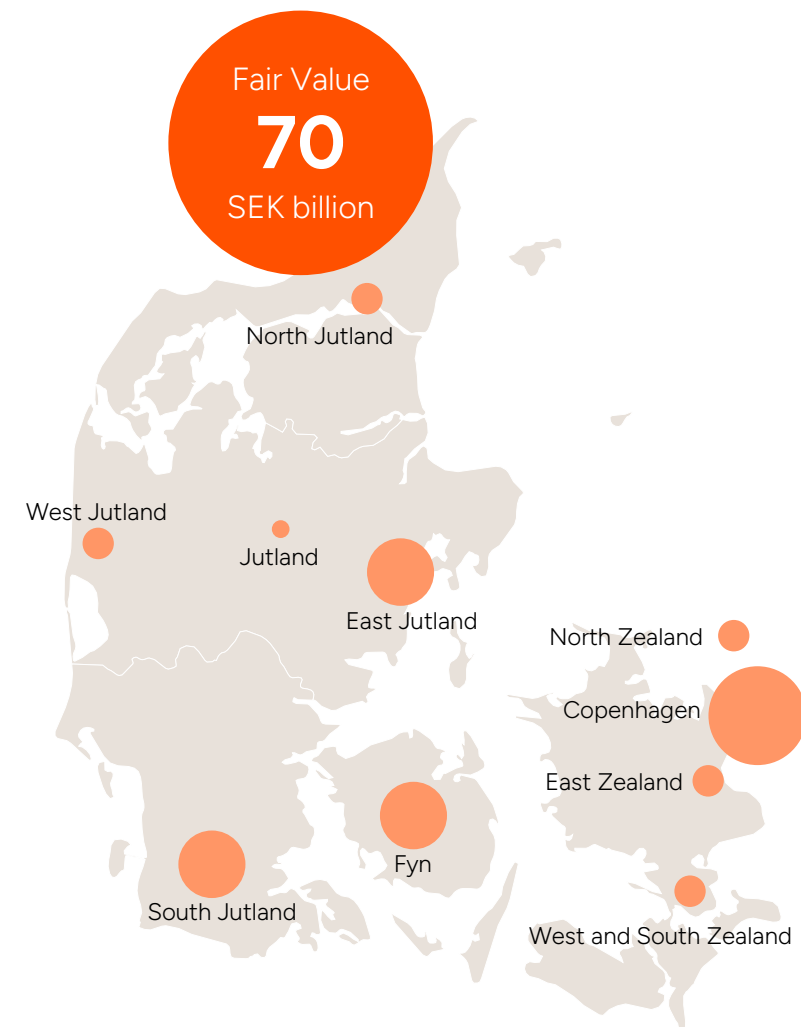 Fair Value
70
SEK billion
North Jutland
West Jutland
Jutland
East Jutland
North Zealand
Copenhagen
East Zealand
Fyn
South Jutland
West and South Zealand